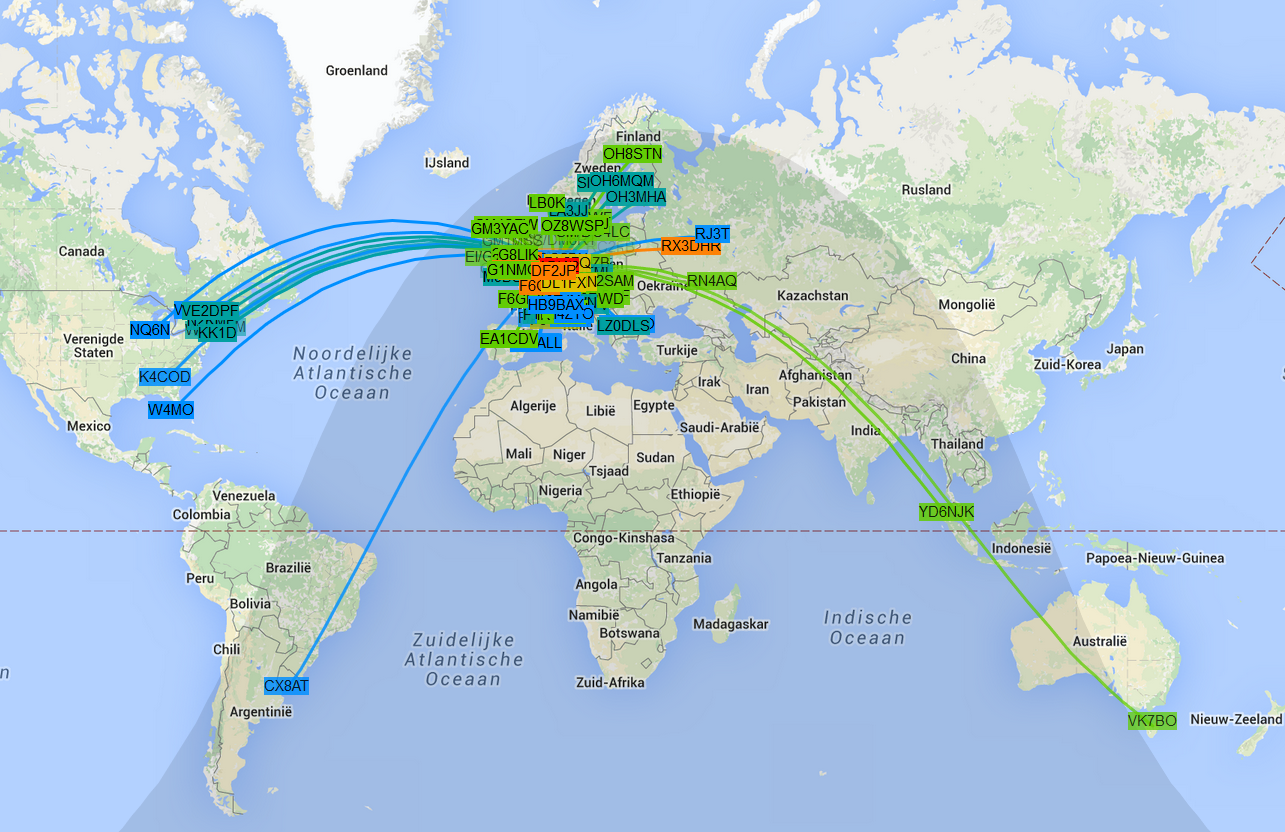 Groenland
Finland
OH8STN
IJsland
Zweden
OH6MQM
Rusland
OH3MHA
LB0K
LA3JJ
OZ8WSP
GM3YAC
RJ3T
RX3DHR
Canada
G8LIK
G1NM
DF2JP
DL1FXN
RN4AQ
2SAM
Oekraïne
Kazachstan
Mongolië
VE2DPF
NQ6N
KK1D
HB9BAX
LZ0DLS
Verenigde
Staten
EA1CDV
ALL
Turkije
China
Japan
Zuid-Korea
Noordelijke
Atlantische
Oceaan
K4COD
W4MO
Irak
Iran
Afghanistan
Pakistan
Algerije
Libië
Egypte
Saudi-Arabië
India
Mexico
Mali
Niger
Tsjaad
Sudan
Thailand
Nigeria
Ethiopië
Venezuela
Colombia
YD6NJK
Congo-Kinshasa
Indonesië
Tanzania
Papoea-Nieuw-Guinea
Brazilië
Peru
Angola
Bolivia
Namibië
Botswana
Madagaskar
Indische
Oceaan
Australië
Chili
Zuidelijke
Atlantische
Oceaan
Zuid-Afrika
CX8AT
Argentinië
VK7BO
Nieuw-Zeeland